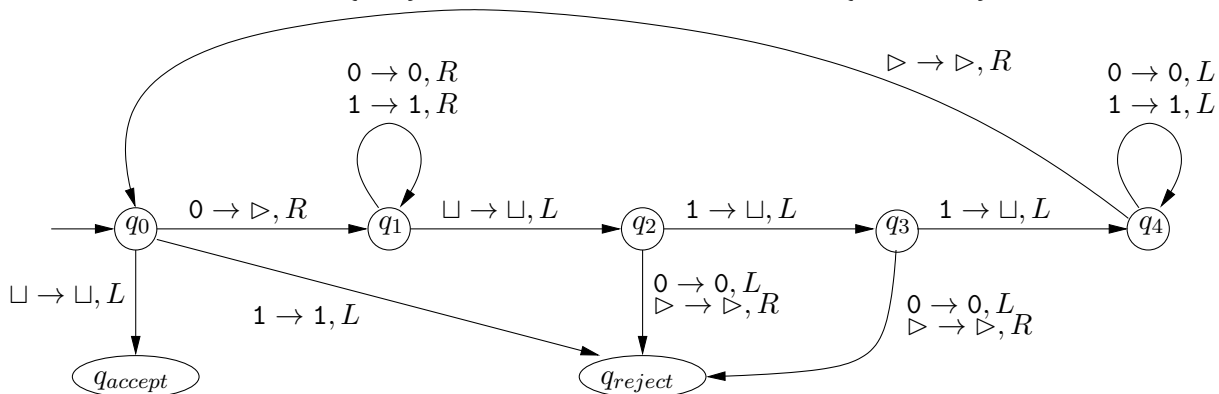 ▷ → ▷, R
0 → 0, R
1 → 1, R
0 → 0, L
1 → 1, L
q0
0 → ▷, R
q1
⊔ → ⊔, L
q2
1 → ⊔, L
q3
1 → ⊔, L
q4
⊔ → ⊔, L
1 → 1, L
0 → 0, L
▷ → ▷, R
0 → 0, L
▷ → ▷, R
qaccept
qreject